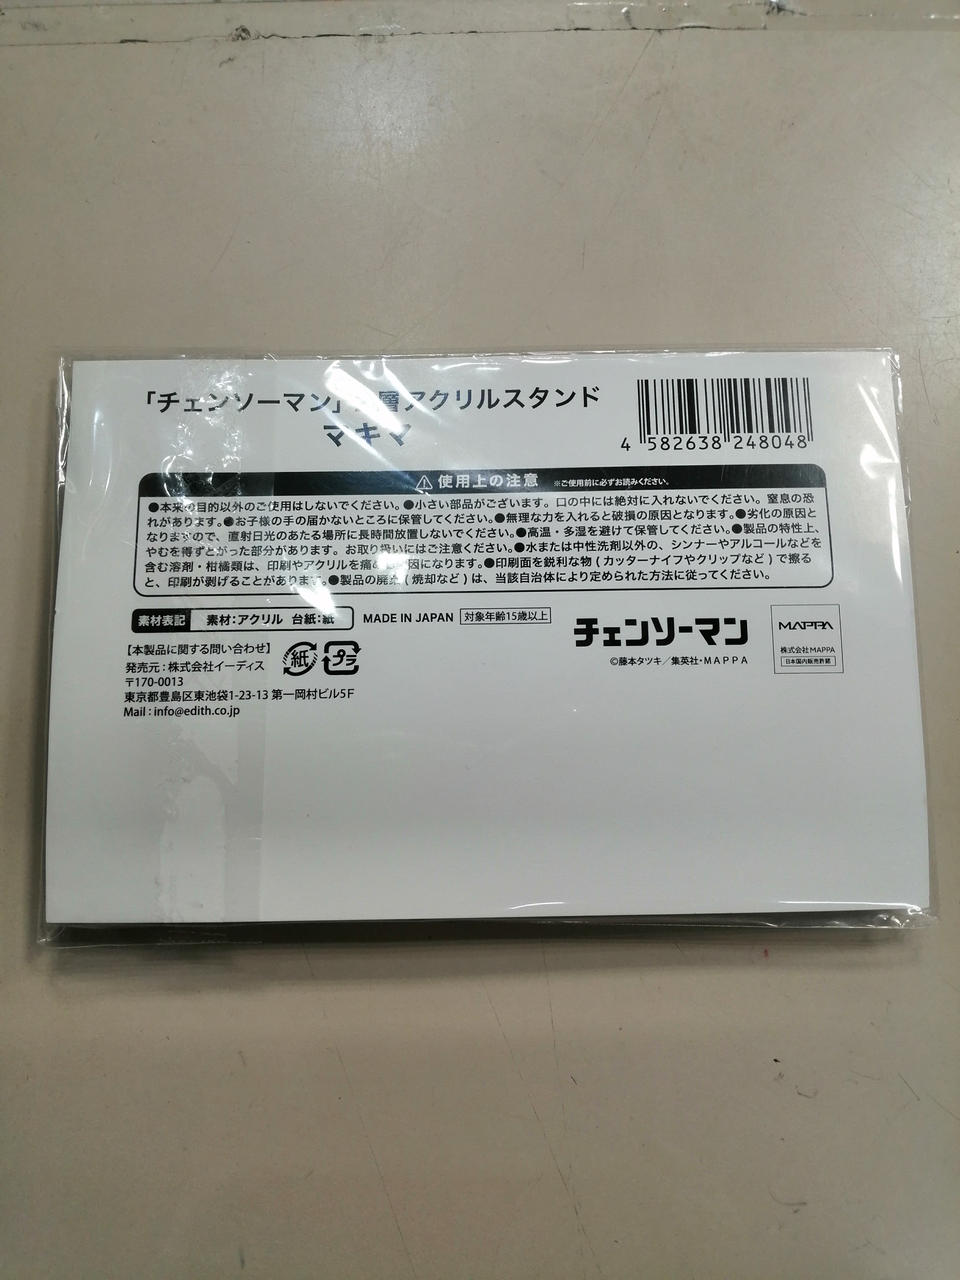 「チェンソーマン」 層アクリルスタンド
マキマ
4 582638 248048
⚠ 使用上の注意 ※ご使用前に必ずお読みください。
●本来の目的以外のご使用はしないでください。●小さい部品がございます。口の中には絶対に入れないでください。窒息の恐
れがあります。●お子様の手の届かないところに保管してください。●無理な力を入れると破損の原因となります。●劣化の原因と
なりますので、直射日光のあたる場所に長時間放置しないでください。●高温・多湿を避けて保管してください。●製品の特性上、
やむを得ずとがった部分があります。お取り扱いにはご注意ください。●水または中性洗剤以外の、シンナーやアルコールなどを
含む溶剤・柑橘類は、印刷やアクリルを痛める原因になります。●印刷面を鋭利な物(カッターナイフやクリップなど)で擦る
と、印刷が剥げることがあります。●製品の廃棄(焼却など)は、当該自治体により定められた方法に従ってください。
素材表記 素材:アクリル 台紙:紙 MADE IN JAPAN 対象年齢15歳以上
【本製品に関する問い合わせ】
発売元:株式会社イーディス
〒170-0013
東京都豊島区東池袋1-23-13 第一岡村ビル5F
Mail : info@edith.co.jp
紙 プラ
チェンソーマン
©藤本タツキ/集英社・MAPPA
MAPPA
株式会社MAPPA
日本国内販売許諾